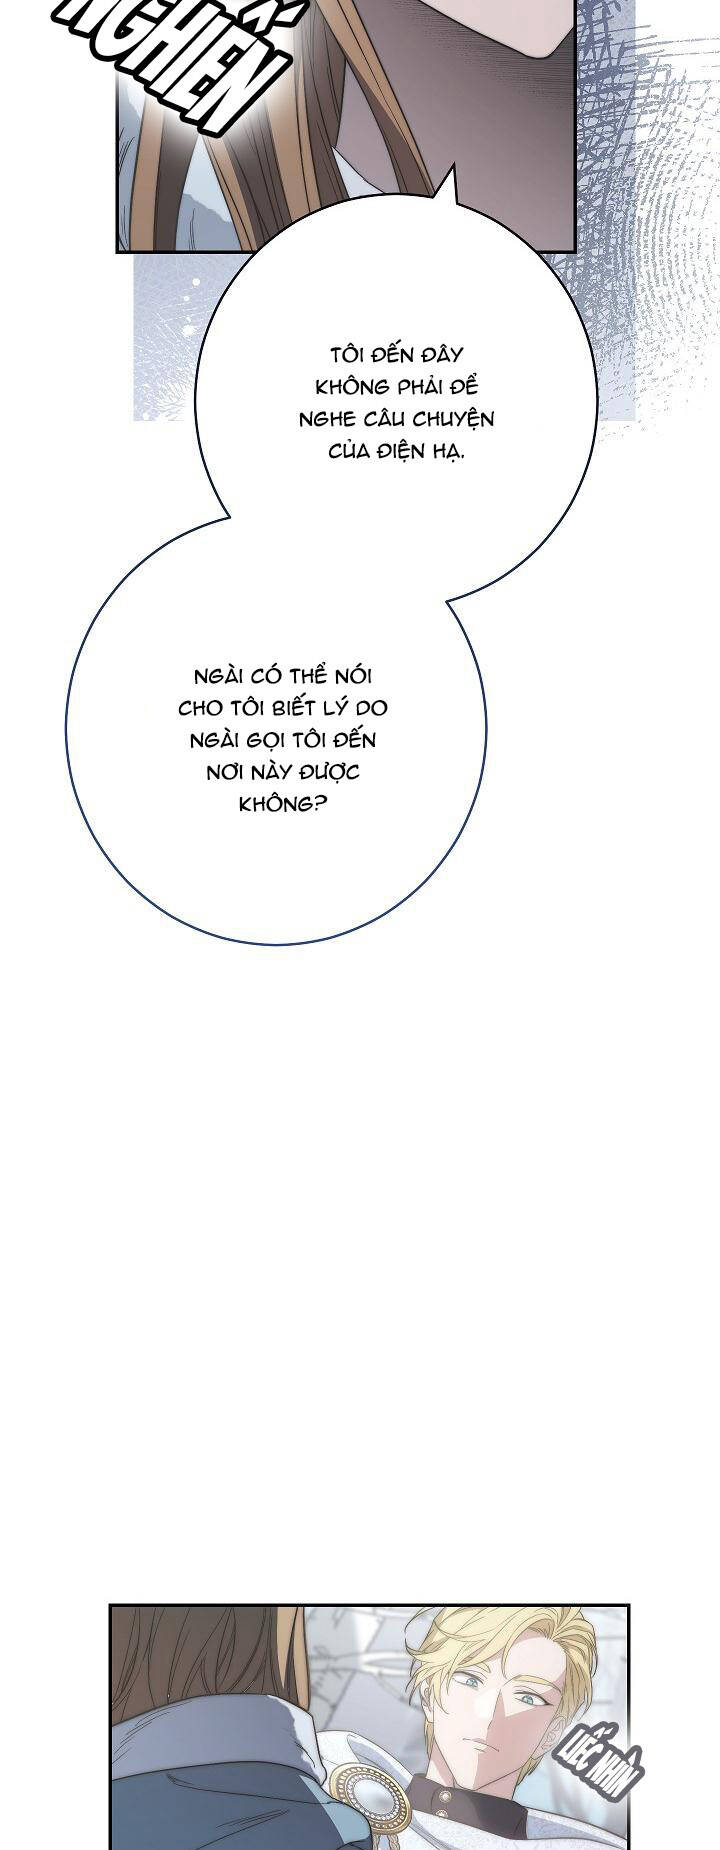 NGHIẾN
TÔI ĐẾN ĐÂY
KHÔNG PHẢI ĐỂ
NGHE CÂU CHUYỆN
CỦA ĐIỆN HẠ.
NGÀI CÓ THỂ NÓI
CHO TÔI BIẾT LÝ DO
NGÀI GỌI TÔI ĐẾN
NƠI NÀY ĐƯỢC
KHÔNG?
LIẾC NHÌN